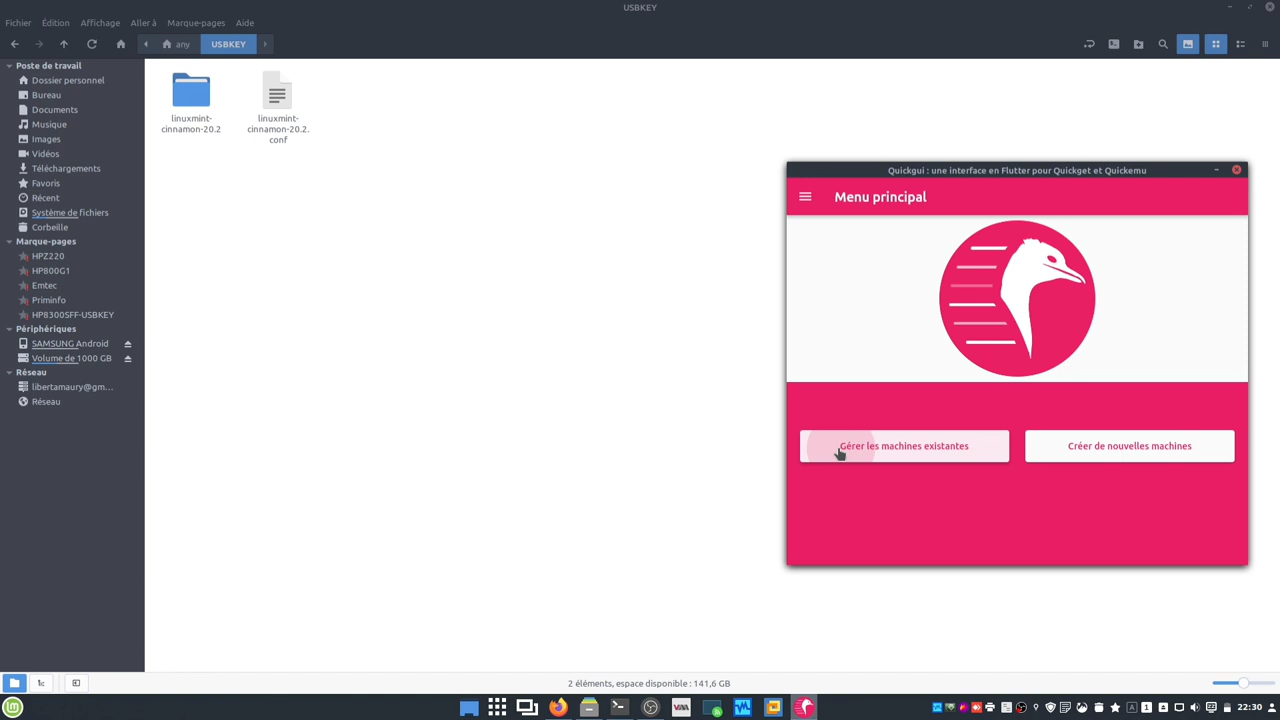 USBKEY
Fichier Édition Affichage Aller à Marque-pages Aide
any USBKEY
Poste de travail
Dossier personnel
Bureau
Documents
Musique
Images
Vidéos
Téléchargements
Favoris
Récent
Système de fichiers
Corbeille
Marque-pages
HPZ220
HP800G1
Emtec
Priminfo
HP8300SFF-USBKEY
Périphériques
SAMSUNG Android
Volume de 1000 GB
Réseau
libertamaury@gm...
Réseau
linuxmint-
cinnamon-20.2
linuxmint-
cinnamon-20.2.
conf
Quickgui : une interface en Flutter pour Quickget et Quickemu
Menu principal
Gérer les machines existantes
Créer de nouvelles machines
2 éléments, espace disponible : 141,6 GB
22:30